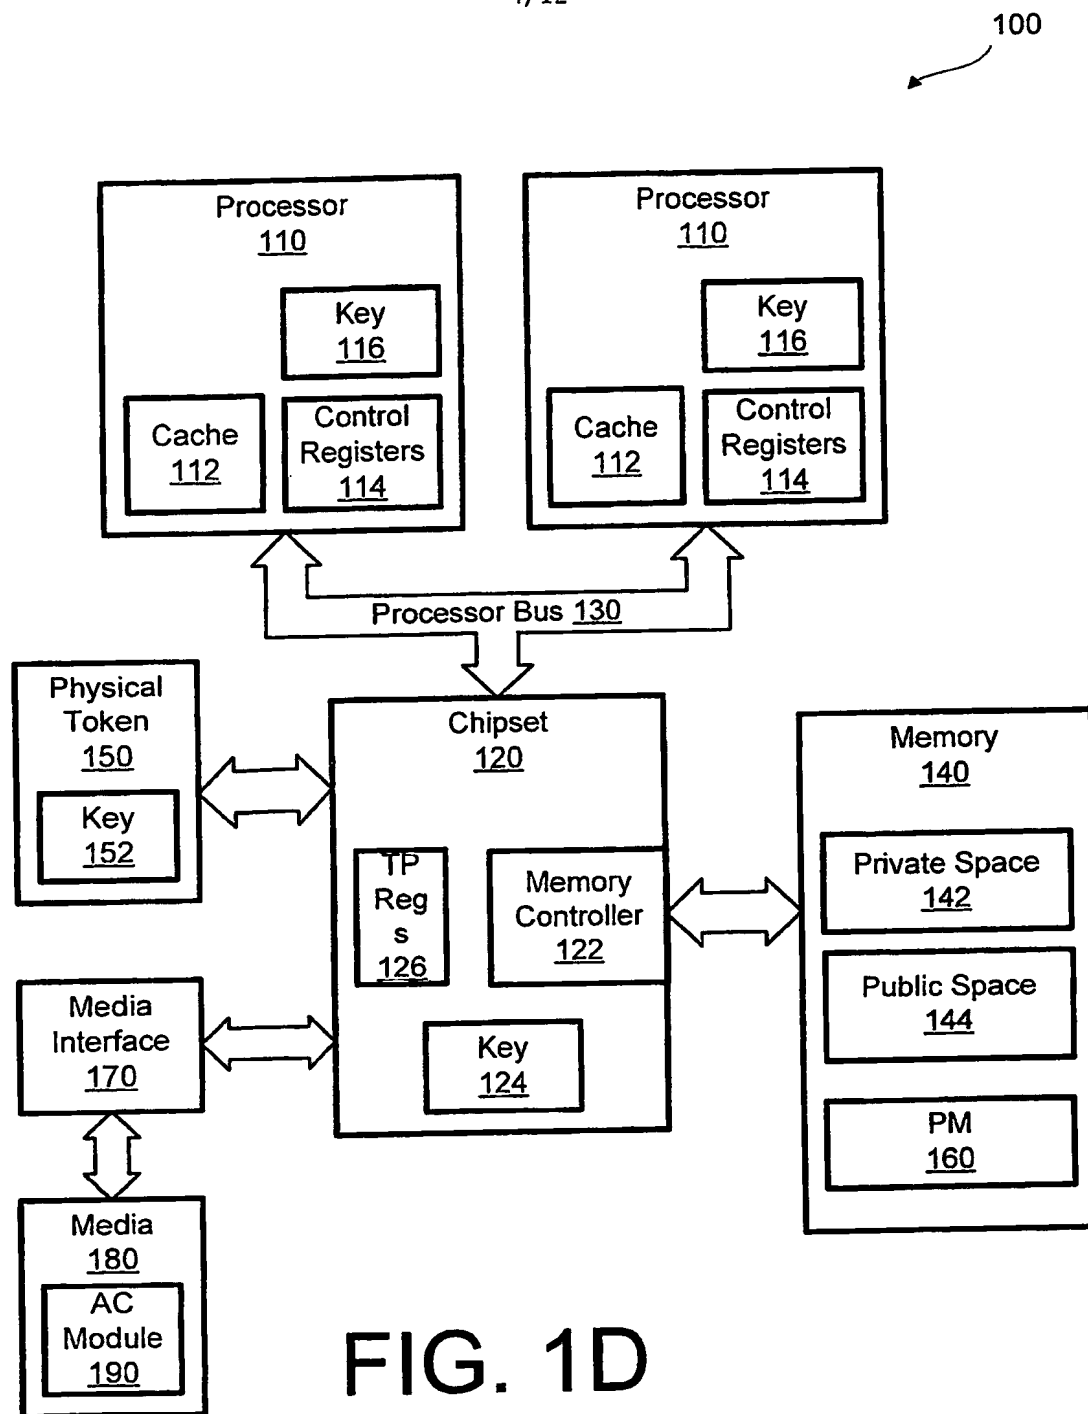 100
Processor
110
Key
116
Cache
112
Control
Registers
114
Processor
110
Key
116
Cache
112
Control
Registers
114
Processor Bus 130
Physical
Token
150
Key
152
Chipset
120
TP
Reg
s
126
Memory
Controller
122
Key
124
Memory
140
Private Space
142
Public Space
144
PM
160
Media
Interface
170
Media
180
AC
Module
190
FIG. 1D